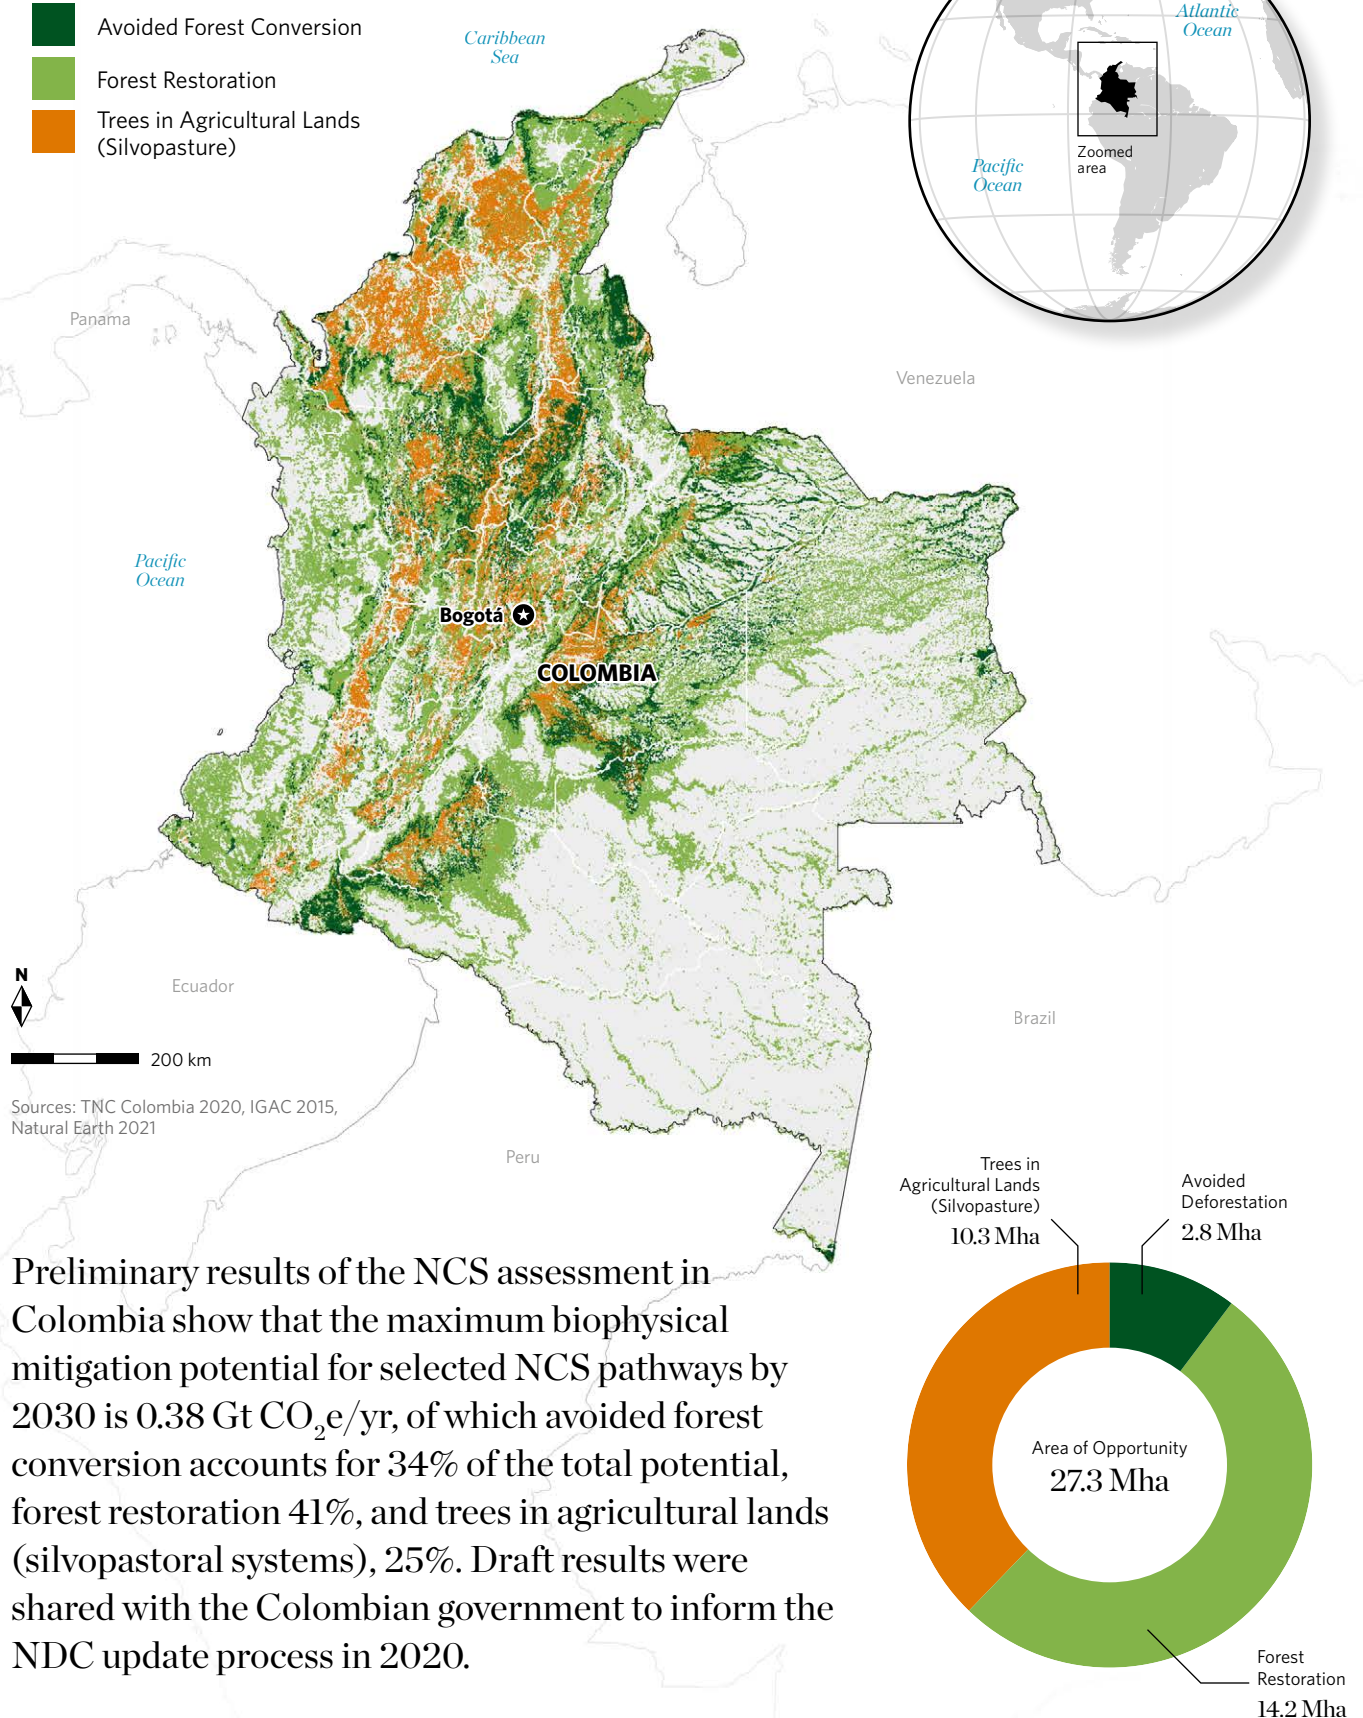 Avoided Forest Conversion
Forest Restoration
Trees in Agricultural Lands
(Silvopasture)
Caribbean
Sea
Atlantic
Ocean
Pacific
Ocean
Zoomed
area
Panama
Venezuela
Pacific
Ocean
Bogotá
COLOMBIA
Ecuador
Brazil
Peru
N
200 km
Sources: TNC Colombia 2020, IGAC 2015,
Natural Earth 2021
Preliminary results of the NCS assessment in
Colombia show that the maximum biophysical
mitigation potential for selected NCS pathways by
2030 is 0.38 Gt CO₂e/yr, of which avoided forest
conversion accounts for 34% of the total potential,
forest restoration 41%, and trees in agricultural lands
(silvopastoral systems), 25%. Draft results were
shared with the Colombian government to inform the
NDC update process in 2020.
Trees in
Agricultural Lands
(Silvopasture)
10.3 Mha
Avoided
Deforestation
2.8 Mha
Area of Opportunity
27.3 Mha
Forest
Restoration
14.2 Mha